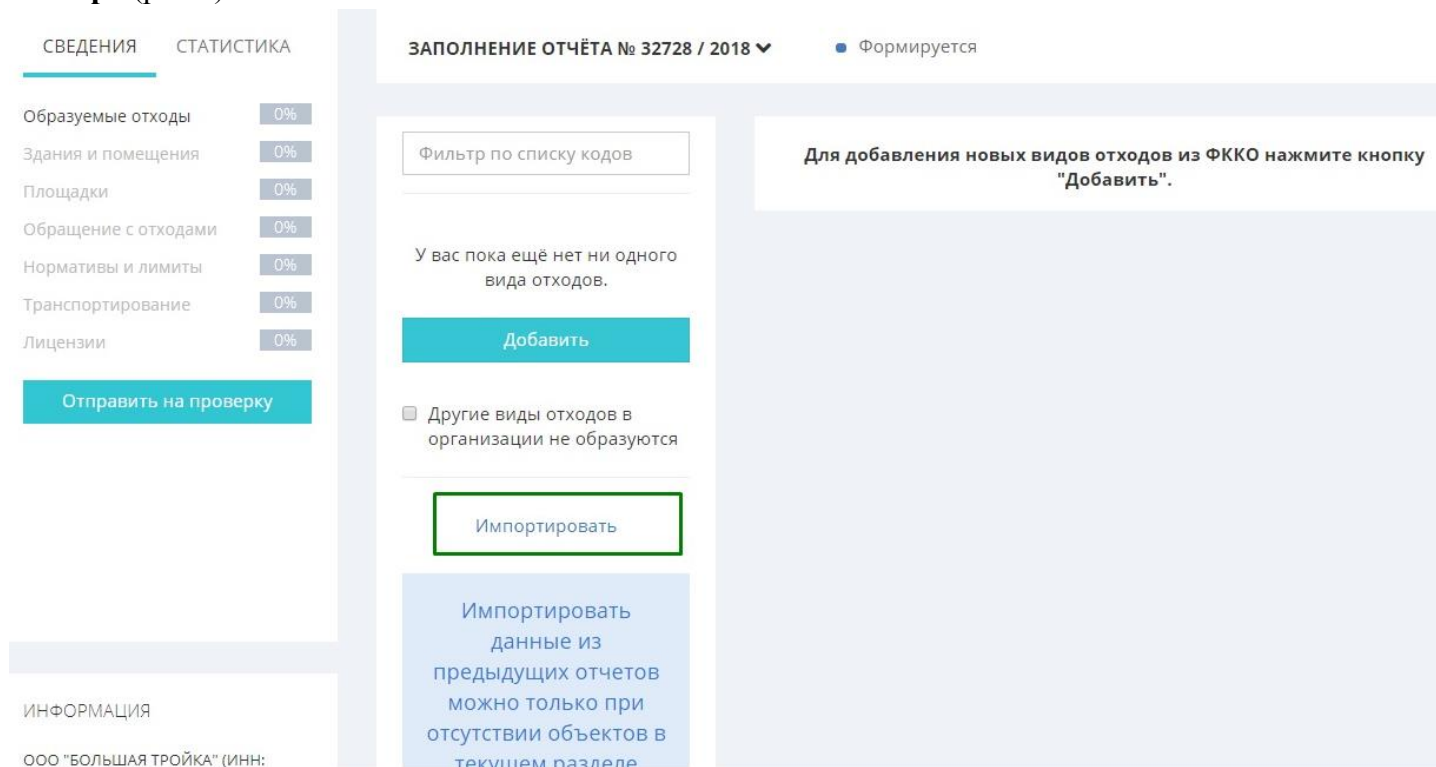 СВЕДЕНИЯ СТАТИСТИКА
Образуемые отходы 0%
Здания и помещения 0%
Площадки 0%
Обращение с отходами 0%
Нормативы и лимиты 0%
Транспортирование 0%
Лицензии 0%
Отправить на проверку
ИНФОРМАЦИЯ
ООО "БОЛЬШАЯ ТРОЙКА" (ИНН:
ЗАПОЛНЕНИЕ ОТЧЁТА № 32728 / 2018
Формируется
Фильтр по списку кодов
У вас пока ещё нет ни одного
вида отходов.
Добавить
Другие виды отходов в
организации не образуются
Импортировать
Импортировать
данные из
предыдущих отчетов
можно только при
отсутствии объектов в
текущем разделе
Для добавления новых видов отходов из ФККО нажмите кнопку
"Добавить".